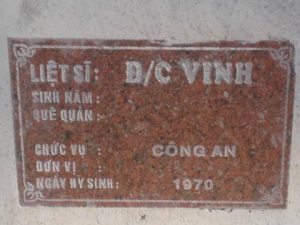 LIỆT SĨ : Đ/C VINH
SINH NĂM :
QUÊ QUÁN :
CHỨC VỤ : CÔNG AN
ĐƠN VỊ :
NGÀY HY SINH : 1970